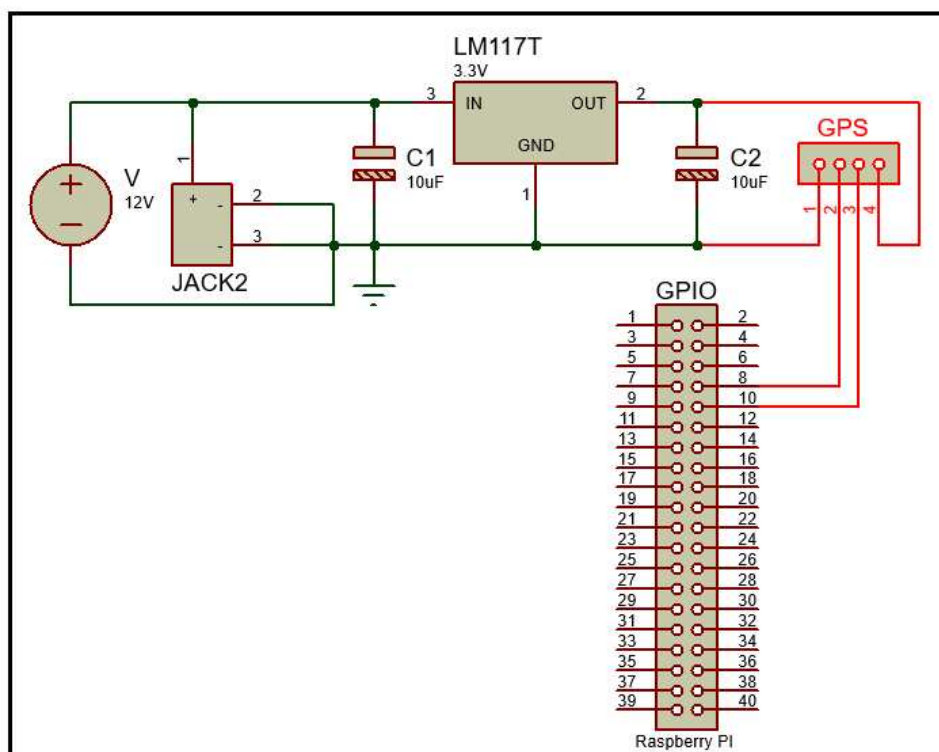 LM117T
3.3V
3 IN OUT 2
GND
1
V
12V
1
+ - 2
- 3
JACK2
C1
10uF
C2
10uF
GPS
1 2 3 4
GPIO
1 2
3 4
5 6
7 8
9 10
11 12
13 14
15 16
17 18
19 20
21 22
23 24
25 26
27 28
29 30
31 32
33 34
35 36
37 38
39 40
Raspberry PI